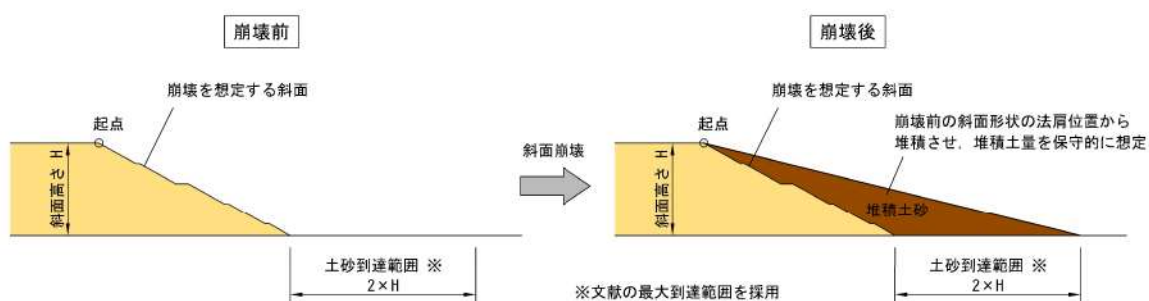 崩壊前
崩壊を想定する斜面
起点
斜面高さ H
土砂到達範囲 ※
2×H
斜面崩壊
崩壊後
崩壊を想定する斜面
起点
崩壊前の斜面形状の法肩位置から
堆積させ，堆積土量を保守的に想定
斜面高さ H
堆積土砂
土砂到達範囲 ※
2×H
※文献の最大到達範囲を採用